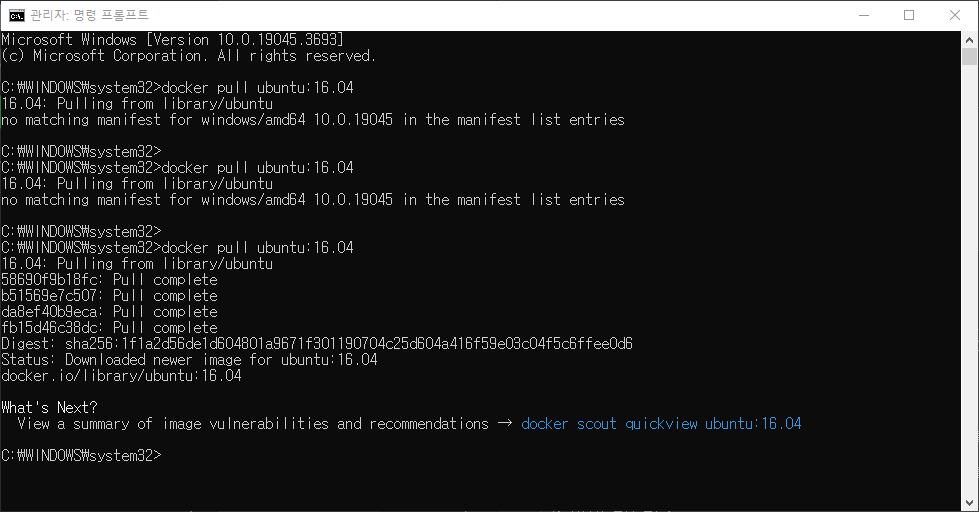 관리자: 명령 프롬프트
Microsoft Windows [Version 10.0.19045.3693]
(c) Microsoft Corporation. All rights reserved.
C:₩WINDOWS₩system32>docker pull ubuntu:16.04
16.04: Pulling from library/ubuntu
no matching manifest for windows/amd64 10.0.19045 in the manifest list entries
C:₩WINDOWS₩system32>
C:₩WINDOWS₩system32>docker pull ubuntu:16.04
16.04: Pulling from library/ubuntu
no matching manifest for windows/amd64 10.0.19045 in the manifest list entries
C:₩WINDOWS₩system32>
C:₩WINDOWS₩system32>docker pull ubuntu:16.04
16.04: Pulling from library/ubuntu
58690f9b18fc: Pull complete
b51569e7c507: Pull complete
da8ef40b9eca: Pull complete
fb15d46c38dc: Pull complete
Digest: sha256:1f1a2d56de1d604801a9671f301190704c25d604a416f59e03c04f5c6ffee0d6
Status: Downloaded newer image for ubuntu:16.04
docker.io/library/ubuntu:16.04
What's Next?
View a summary of image vulnerabilities and recommendations → docker scout quickview ubuntu:16.04
C:₩WINDOWS₩system32>